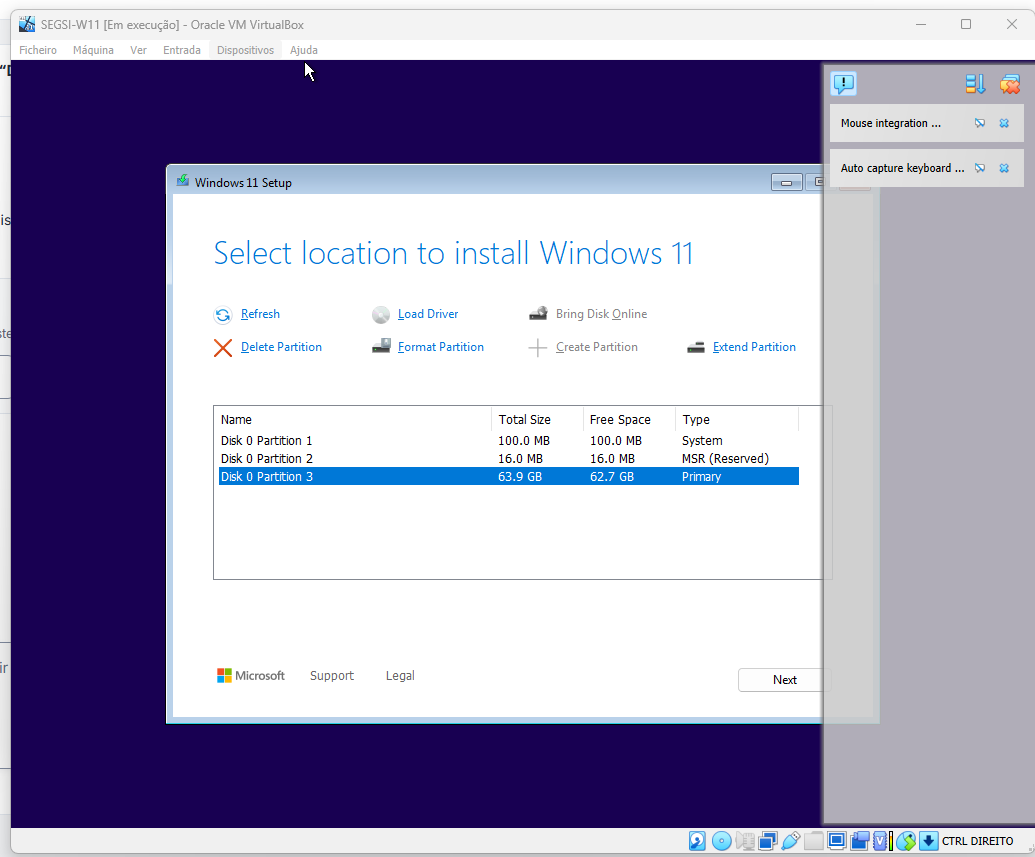 SEGSI-W11 [Em execução] - Oracle VM VirtualBox
Ficheiro Máquina Ver Entrada Dispositivos Ajuda
Mouse integration ...
Auto capture keyboard ...
Windows 11 Setup
Select location to install Windows 11
Refresh Load Driver Bring Disk Online
Delete Partition Format Partition Create Partition Extend Partition
Name Total Size Free Space Type
Disk 0 Partition 1 100.0 MB 100.0 MB System
Disk 0 Partition 2 16.0 MB 16.0 MB MSR (Reserved)
Disk 0 Partition 3 63.9 GB 62.7 GB Primary
Microsoft Support Legal
Next
CTRL DIREITO